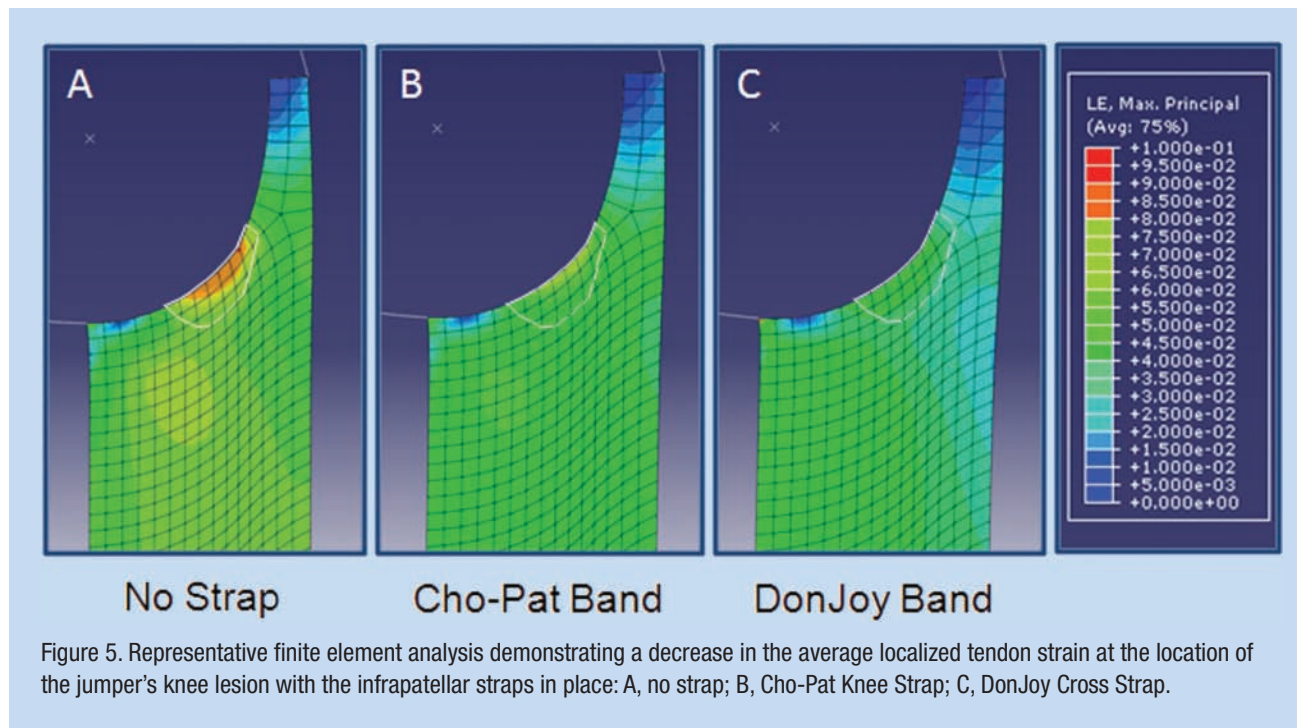 A
B
C
LE, Max. Principal
(Avg: 75%)
+1.000e-01
+9.500e-02
+9.000e-02
+8.500e-02
+8.000e-02
+7.500e-02
+7.000e-02
+6.500e-02
+6.000e-02
+5.500e-02
+5.000e-02
+4.500e-02
+4.000e-02
+3.500e-02
+3.000e-02
+2.500e-02
+2.000e-02
+1.500e-02
+1.000e-02
+5.000e-03
+0.000e+00
No Strap
Cho-Pat Band
DonJoy Band
Figure 5. Representative finite element analysis demonstrating a decrease in the average localized tendon strain at the location of
the jumper’s knee lesion with the infrapatellar straps in place: A, no strap; B, Cho-Pat Knee Strap; C, DonJoy Cross Strap.